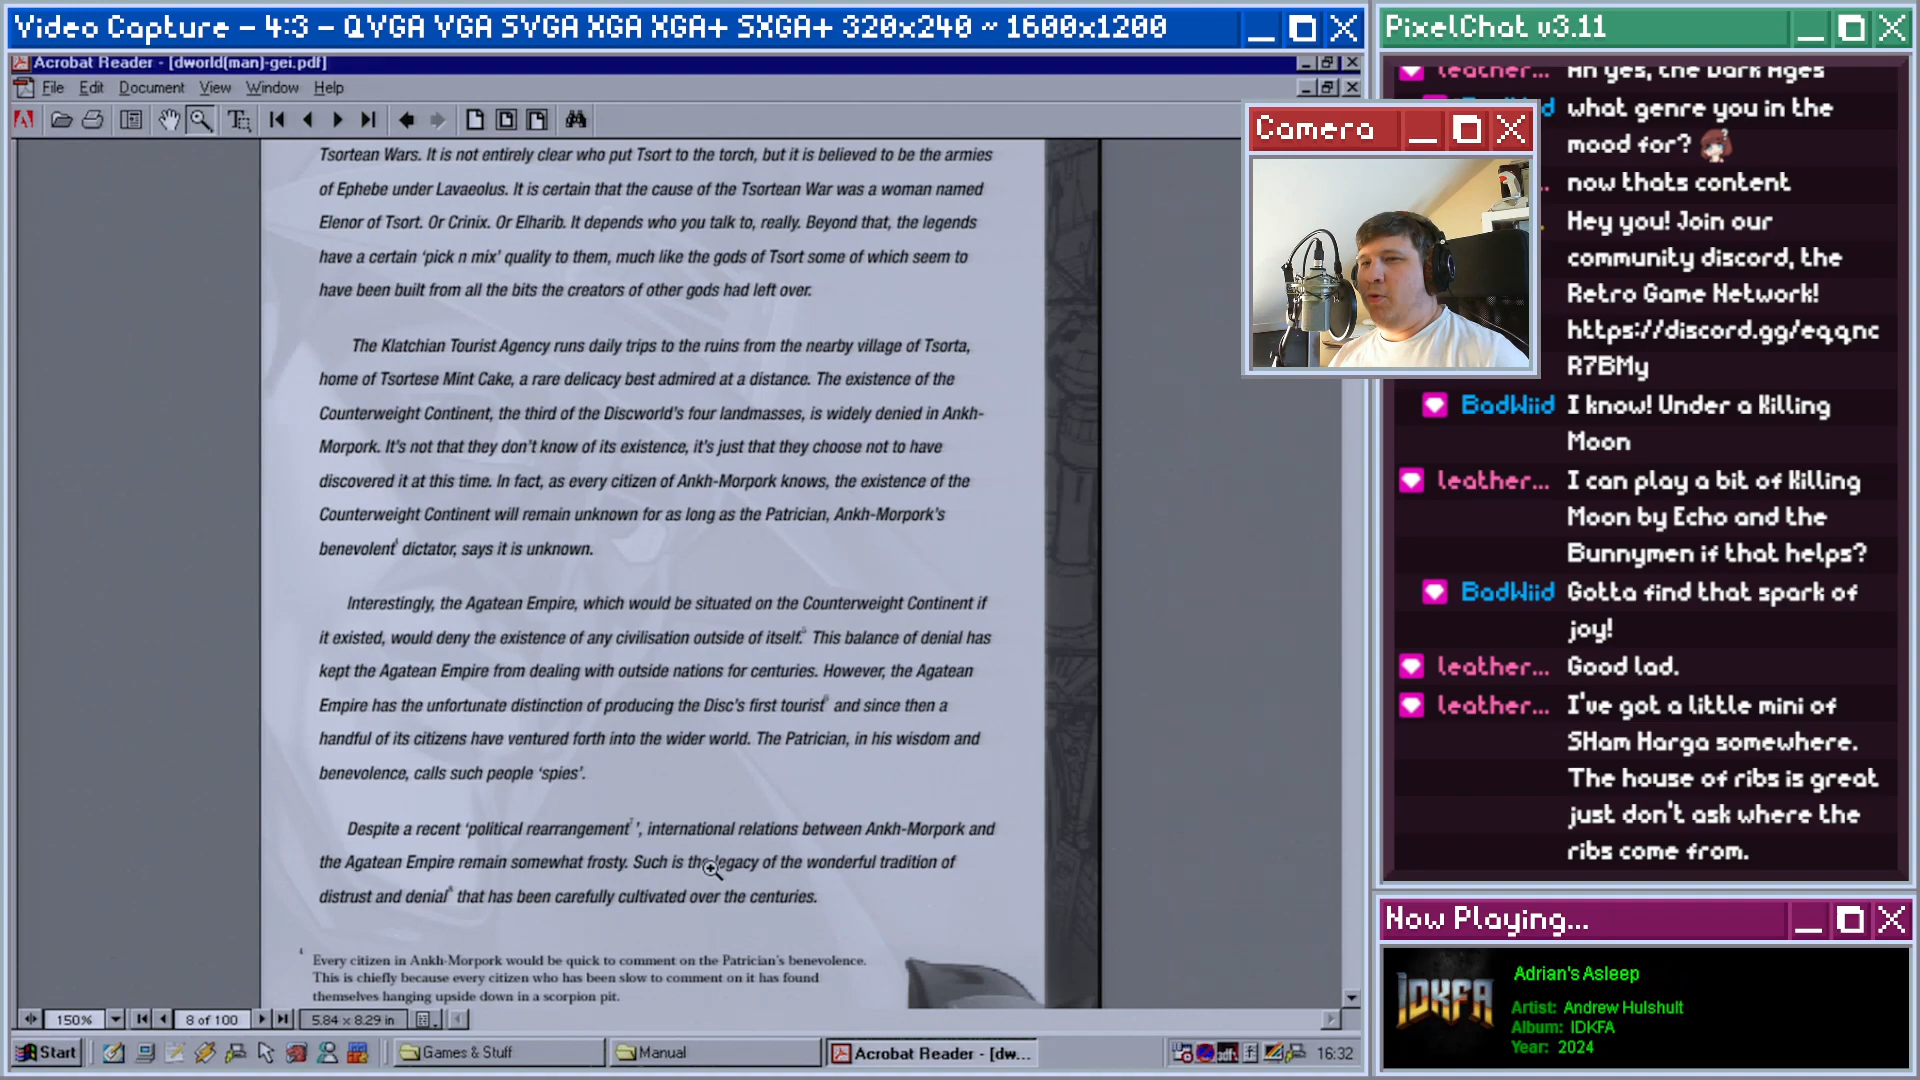 Video Capture - 4:3 - QVGA VGA SVGA XGA XGA+ SXGA+ 320x240 ~ 1600x1200
Acrobat Reader - [dworld(man)-gei.pdf]
File Edit Document View Window Help
Tsortean Wars. It is not entirely clear who put Tsort to the torch, but it is believed to be the armies
of Ephebe under Lavaeolus. It is certain that the cause of the Tsortean War was a woman named
Elenor of Tsort. Or Crinix. Or Elharib. It depends who you talk to, really. Beyond that, the legends
have a certain ‘pick n mix’ quality to them, much like the gods of Tsort some of which seem to
have been built from all the bits the creators of other gods had left over.
The Klatchian Tourist Agency runs daily trips to the ruins from the nearby village of Tsorta,
home of Tsortese Mint Cake, a rare delicacy best admired at a distance. The existence of the
Counterweight Continent, the third of the Discworld’s four landmasses, is widely denied in Ankh-
Morpork. It’s not that they don’t know of its existence, it’s just that they choose not to have
discovered it at this time. In fact, as every citizen of Ankh-Morpork knows, the existence of the
Counterweight Continent will remain unknown for as long as the Patrician, Ankh-Morpork’s
benevolent4 dictator, says it is unknown.
Interestingly, the Agatean Empire, which would be situated on the Counterweight Continent if
it existed, would deny the existence of any civilisation outside of itself.5 This balance of denial has
kept the Agatean Empire from dealing with outside nations for centuries. However, the Agatean
Empire has the unfortunate distinction of producing the Disc’s first tourist6 and since then a
handful of its citizens have ventured forth into the wider world. The Patrician, in his wisdom and
benevolence, calls such people ‘spies’.
Despite a recent ‘political rearrangement7’, international relations between Ankh-Morpork and
the Agatean Empire remain somewhat frosty. Such is the legacy of the wonderful tradition of
distrust and denial8 that has been carefully cultivated over the centuries.
4 Every citizen in Ankh-Morpork would be quick to comment on the Patrician’s benevolence.
This is chiefly because every citizen who has been slow to comment on it has found
themselves hanging upside down in a scorpion pit.
150% 8 of 100 5.84 x 8.29 in
Start Games & Stuff Manual Acrobat Reader - [dw... 16:32
Camera
PixelChat v3.11
leather... Ah yes, the Dark Ages
what genre you in the
mood for?
now thats content
Hey you! Join our
community discord, the
Retro Game Network!
https://discord.gg/eqqnc
R7BMy
BadWiid I know! Under a Killing
Moon
leather... I can play a bit of Killing
Moon by Echo and the
Bunnymen if that helps?
BadWiid Gotta find that spark of
joy!
leather... Good lad.
leather... I've got a little mini of
SHam Harga somewhere.
The house of ribs is great
just don't ask where the
ribs come from.
Now Playing...
IDKFA
Adrian's Asleep
Artist: Andrew Hulshult
Album: IDKFA
Year: 2024